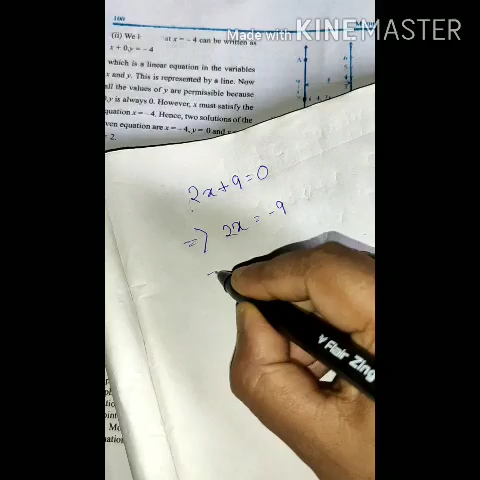 Made with KINEMASTER
100
(ii) We at x = – 4 can be written as
x + 0.y = – 4
which is a linear equation in the variables
x and y. This is represented by a line. Now
all the values of y are permissible because
0.y is always 0. However, x must satisfy the
equation x = – 4. Hence, two solutions of the
given equation are x = – 4, y = 0 and
2.
2x + 9 = 0
=> 2x = -9
Flair Zing